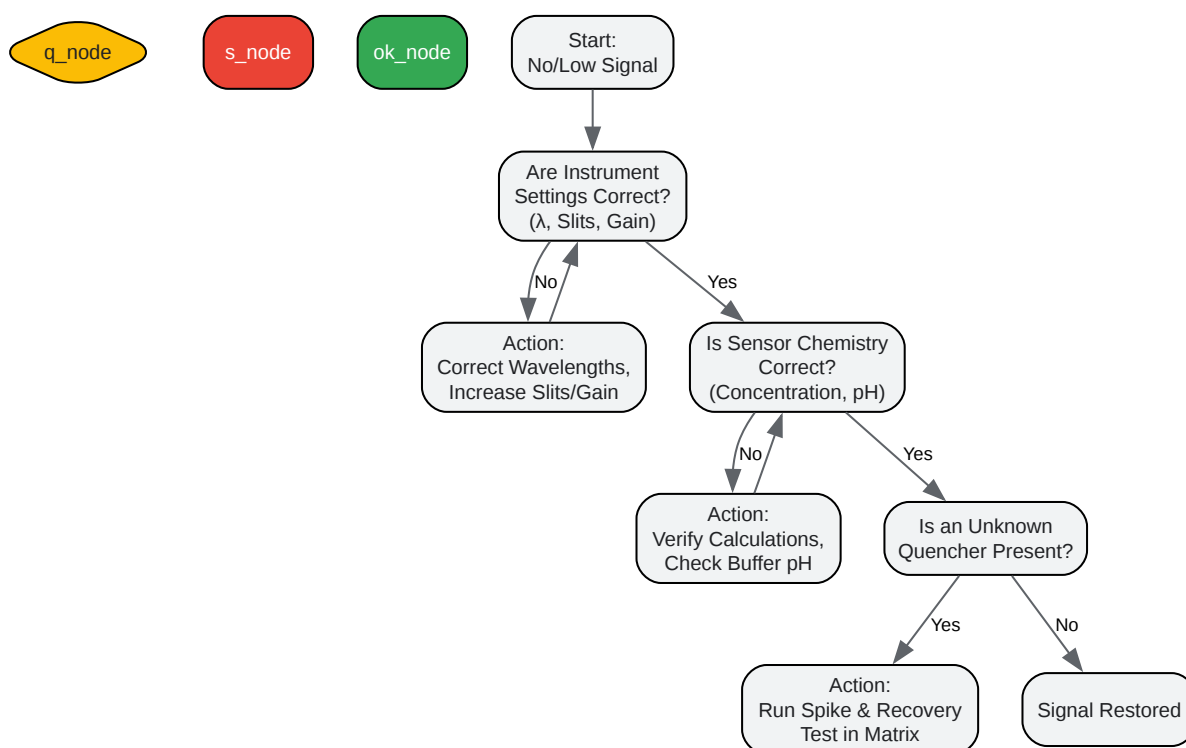 q_node
s_node
ok_node
Start:
No/Low Signal
Are Instrument
Settings Correct?
(λ, Slits, Gain)
No
Yes
Action:
Correct Wavelengths,
Increase Slits/Gain
Is Sensor Chemistry
Correct?
(Concentration, pH)
No
Yes
Action:
Verify Calculations,
Check Buffer pH
Is an Unknown
Quencher Present?
Yes
No
Action:
Run Spike & Recovery
Test in Matrix
Signal Restored